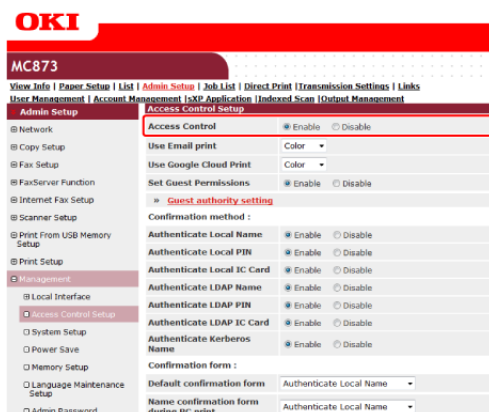 OKI
MC873
View Info | Paper Setup | List | Admin Setup | Job List | Direct Print |Transmission Settings | Links
User Management | Account Management |sXP Application |Indexed Scan |Output Management
Admin Setup
Network
Copy Setup
Fax Setup
FaxServer Function
Internet Fax Setup
Scanner Setup
Print From USB Memory
Setup
Print Setup
Management
Local Interface
Access Control Setup
System Setup
Power Save
Memory Setup
Language Maintenance
Setup
Admin Password
Access Control Setup
Access Control Enable Disable
Use Email print Color
Use Google Cloud Print Color
Set Guest Permissions Enable Disable
» Guest authority setting
Confirmation method :
Authenticate Local Name Enable Disable
Authenticate Local PIN Enable Disable
Authenticate Local IC Card Enable Disable
Authenticate LDAP Name Enable Disable
Authenticate LDAP PIN Enable Disable
Authenticate LDAP IC Card Enable Disable
Authenticate Kerberos
Name Enable Disable
Confirmation form :
Default confirmation form Authenticate Local Name
Name confirmation form
during PC print Authenticate Local Name